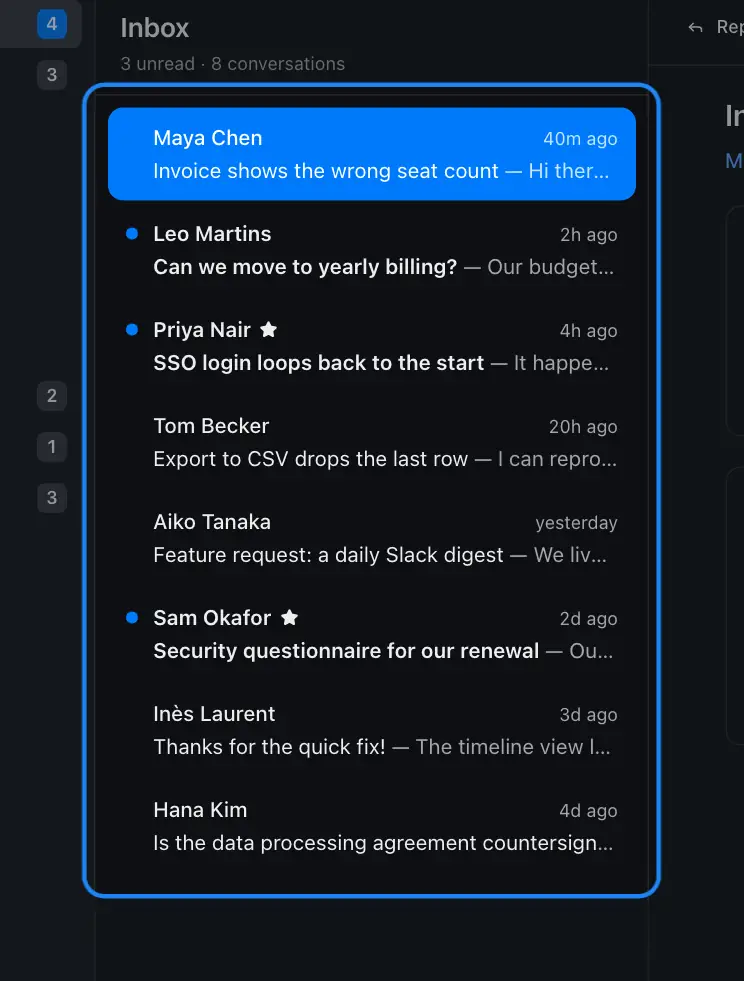 4
3
2
1
3
Inbox
3 unread · 8 conversations
Maya Chen 40m ago
Invoice shows the wrong seat count — Hi ther...
Leo Martins 2h ago
Can we move to yearly billing? — Our budget...
Priya Nair 4h ago
SSO login loops back to the start — It happe...
Tom Becker 20h ago
Export to CSV drops the last row — I can repro...
Aiko Tanaka yesterday
Feature request: a daily Slack digest — We liv...
Sam Okafor 2d ago
Security questionnaire for our renewal — Ou...
Inès Laurent 3d ago
Thanks for the quick fix! — The timeline view l...
Hana Kim 4d ago
Is the data processing agreement countersign...
Rep
In
M